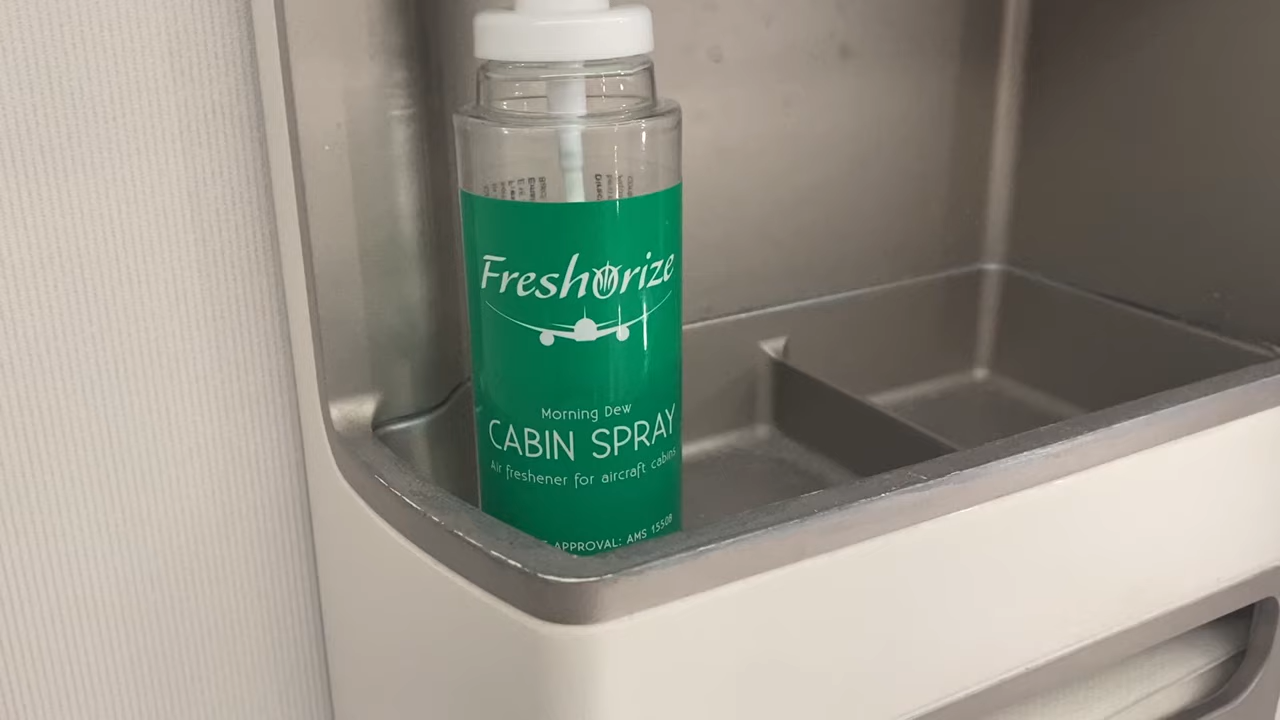 Freshorize
Morning Dew
CABIN SPRAY
Air freshener for aircraft cabins
APPROVAL: AMS 1550B